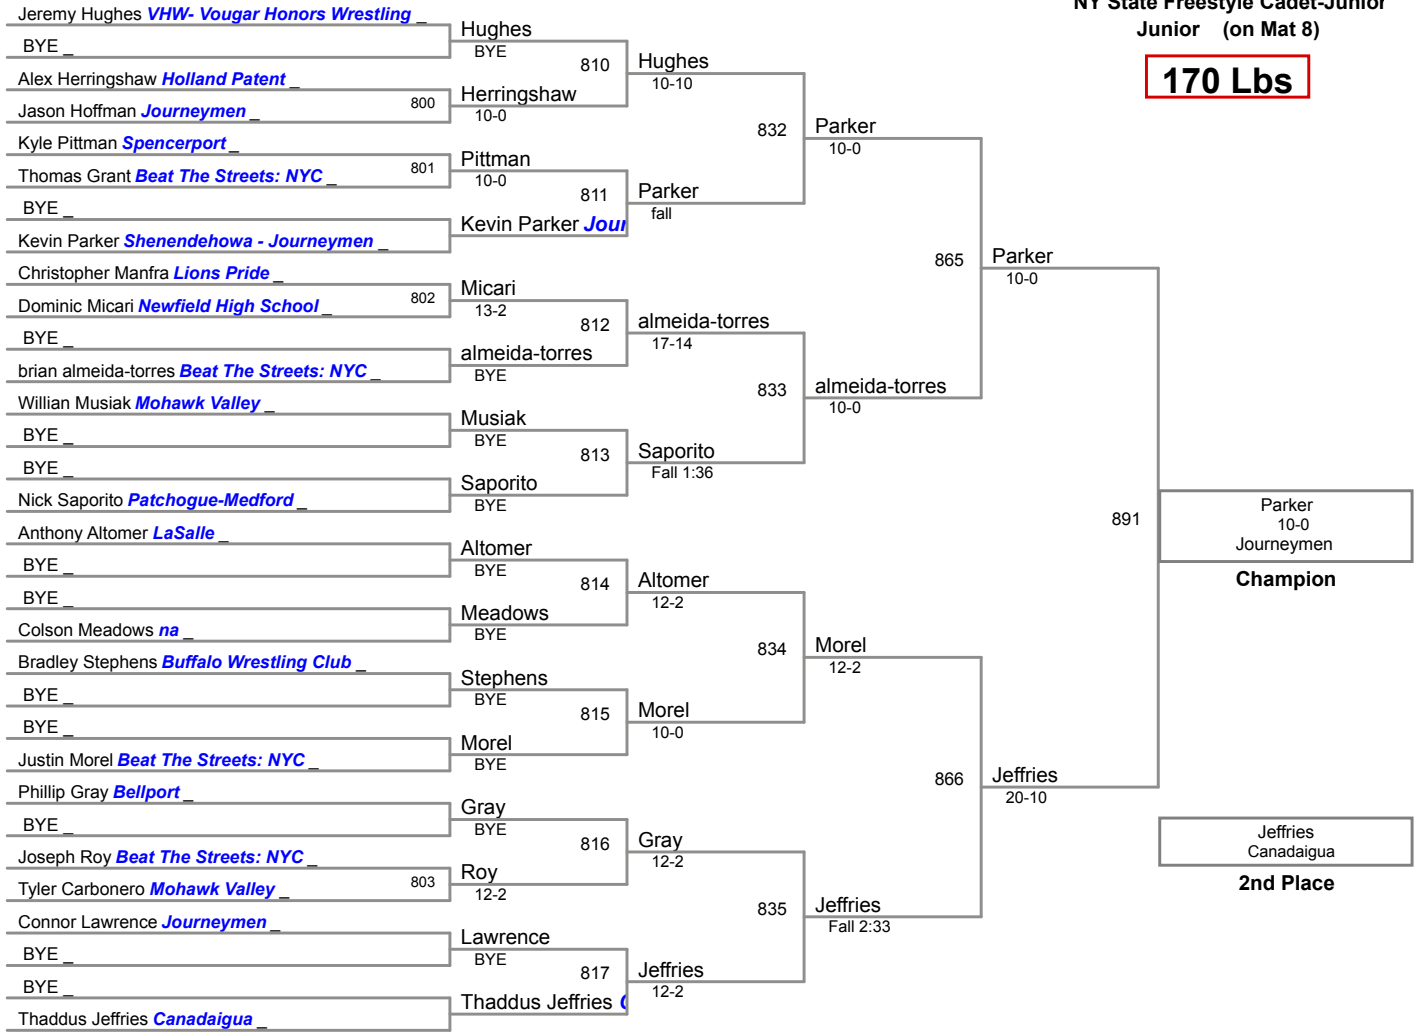 NY State Freestyle Cadet-Junior
Junior (on Mat 8)
170 Lbs
Jeremy Hughes VHW- Vougar Honors Wrestling _
BYE _
Alex Herringshaw Holland Patent _
Jason Hoffman Journeymen _
Kyle Pittman Spencerport _
Thomas Grant Beat The Streets: NYC _
BYE _
Kevin Parker Shenendehowa - Journeymen _
Christopher Manfra Lions Pride _
Dominic Micari Newfield High School _
BYE _
brian almeida-torres Beat The Streets: NYC _
Willian Musiak Mohawk Valley _
BYE _
BYE _
Nick Saporito Patchogue-Medford _
Anthony Altomer LaSalle _
BYE _
BYE _
Colson Meadows na _
Bradley Stephens Buffalo Wrestling Club _
BYE _
BYE _
Justin Morel Beat The Streets: NYC _
Phillip Gray Bellport _
BYE _
Joseph Roy Beat The Streets: NYC _
Tyler Carbonero Mohawk Valley _
Connor Lawrence Journeymen _
BYE _
BYE _
Thaddus Jeffries Canadaigua _
800
801
802
803
Hughes
BYE
Herringshaw
10-0
Pittman
10-0
Kevin Parker Jour
Micari
13-2
almeida-torres
BYE
Musiak
BYE
Saporito
BYE
Altomer
BYE
Meadows
BYE
Stephens
BYE
Morel
BYE
Gray
BYE
Roy
12-2
Lawrence
BYE
Thaddus Jeffries
810
811
812
813
814
815
816
817
Hughes
10-10
Parker
fall
almeida-torres
17-14
Saporito
Fall 1:36
Altomer
12-2
Morel
10-0
Gray
12-2
Jeffries
12-2
832
833
834
835
Parker
10-0
almeida-torres
10-0
Morel
12-2
Jeffries
Fall 2:33
865
866
Parker
10-0
Jeffries
20-10
891
Parker
10-0
Journeymen
Champion
Jeffries
Canadaigua
2nd Place